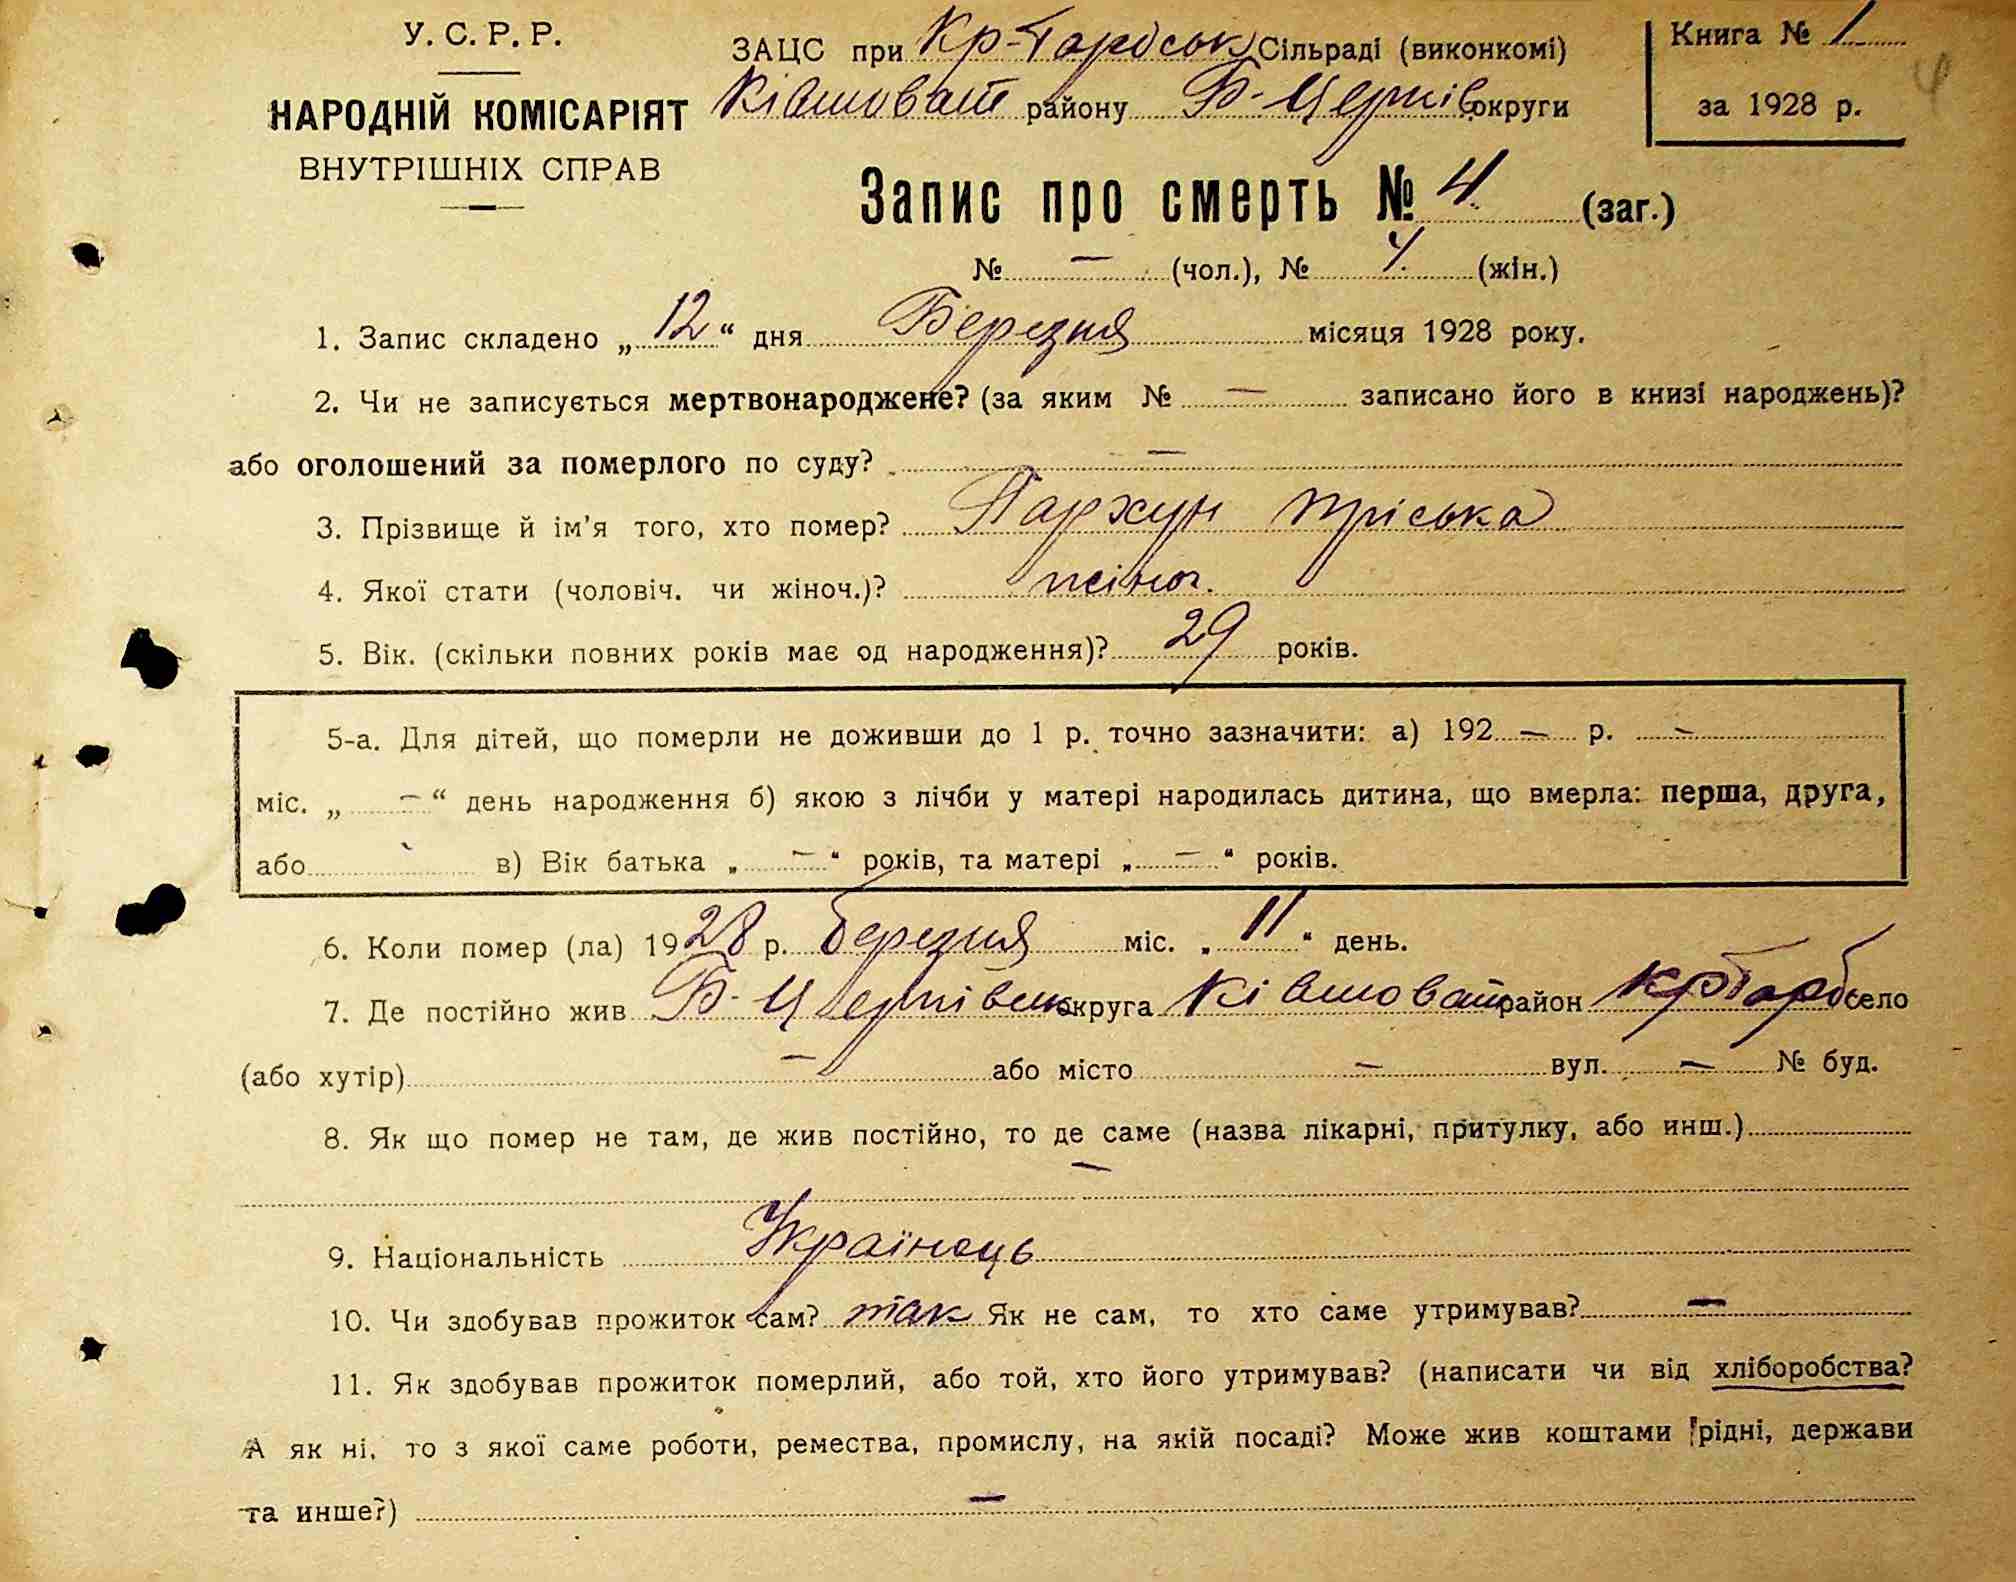 У. С. Р. Р.
НАРОДНІЙ КОМІСАРІЯТ
ВНУТРІШНІХ СПРАВ
ЗАЦС при Кр-Гарбськ Сільраді (виконкомі)
Ківшоват району Б-Церків округи
Книга № 1
за 1928 р.
4
Запис про смерть № 4 (заг.)
№ — (чол.), № 4. (жін.)
1. Запис складено „12“ дня Березня місяця 1928 року.
2. Чи не записується мертвонароджене? (за яким № — записано його в книзі народжень)?
або оголошений за померлого по суду? —
3. Прізвище й ім'я того, хто помер? Пархун Пріська
4. Якої стати (чоловіч. чи жіноч.)? жіноч.
5. Вік. (скільки повних років має од народження)? 29 років.
5-а. Для дітей, що померли не доживши до 1 р. точно зазначити: а) 192 — р. —
міс. „ — “ день народження б) якою з лічби у матері народилась дитина, що вмерла: перша, друга,
або в) Вік батька „ — “ років, та матері „ — “ років.
6. Коли помер (ла) 1928 р. березня міс. „11“ день.
7. Де постійно жив Б-Церківськ округа Ківшоват район КрГарб село
(або хутір) — або місто — вул. — № буд.
8. Як що помер не там, де жив постійно, то де саме (назва лікарні, притулку, або инш.)
—
9. Національність Українець
10. Чи здобував прожиток сам? так Як не сам, то хто саме утримував? —
11. Як здобував прожиток померлий, або той, хто його утримував? (написати чи від хліборобства?
А як ні, то з якої саме роботи, ремества, промислу, на якій посаді? Може жив коштами рідні, держави
та инше?) —